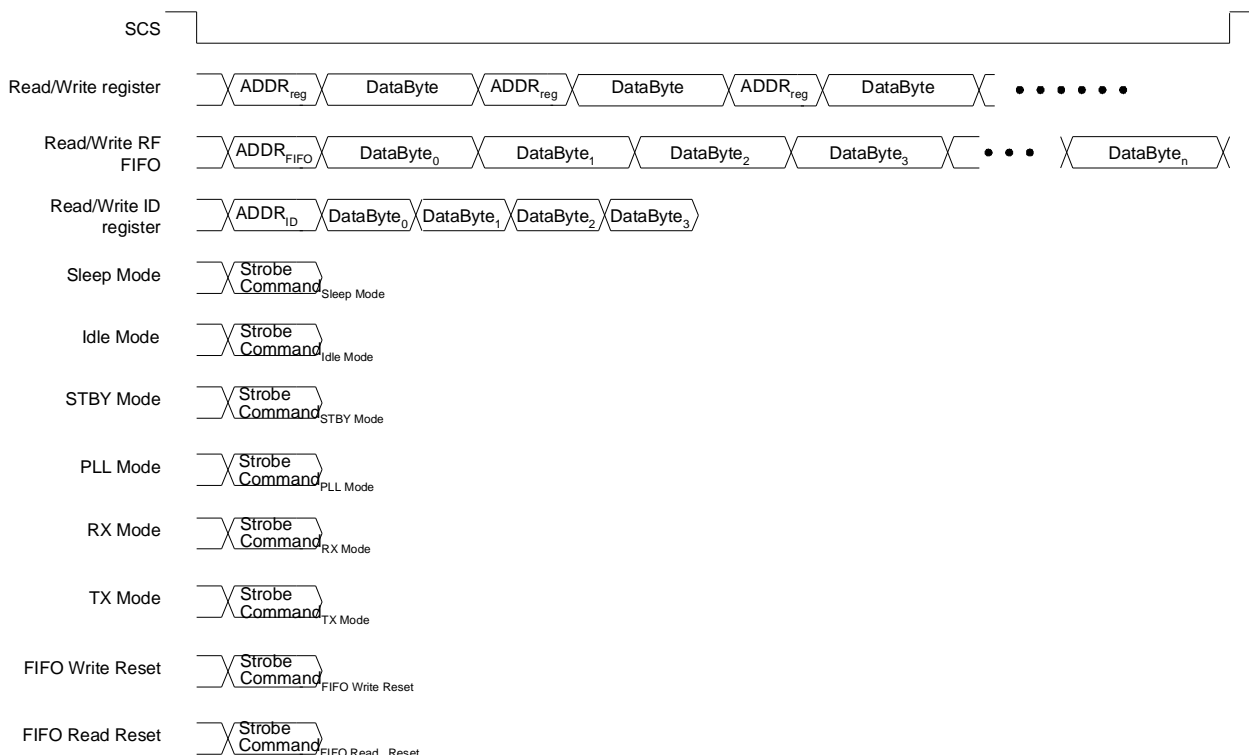 SCS
Read/Write register
ADDRreg DataByte ADDRreg DataByte ADDRreg DataByte
Read/Write RF
FIFO
ADDRFIFO DataByte0 DataByte1 DataByte2 DataByte3 DataByten
Read/Write ID
register
ADDRID DataByte0 DataByte1 DataByte2 DataByte3
Sleep Mode
Strobe
CommandSleep Mode
Idle Mode
Strobe
CommandIdle Mode
STBY Mode
Strobe
CommandSTBY Mode
PLL Mode
Strobe
CommandPLL Mode
RX Mode
Strobe
CommandRX Mode
TX Mode
Strobe
CommandTX Mode
FIFO Write Reset
Strobe
CommandFIFO Write Reset
FIFO Read Reset
Strobe
CommandFIFO Read Reset